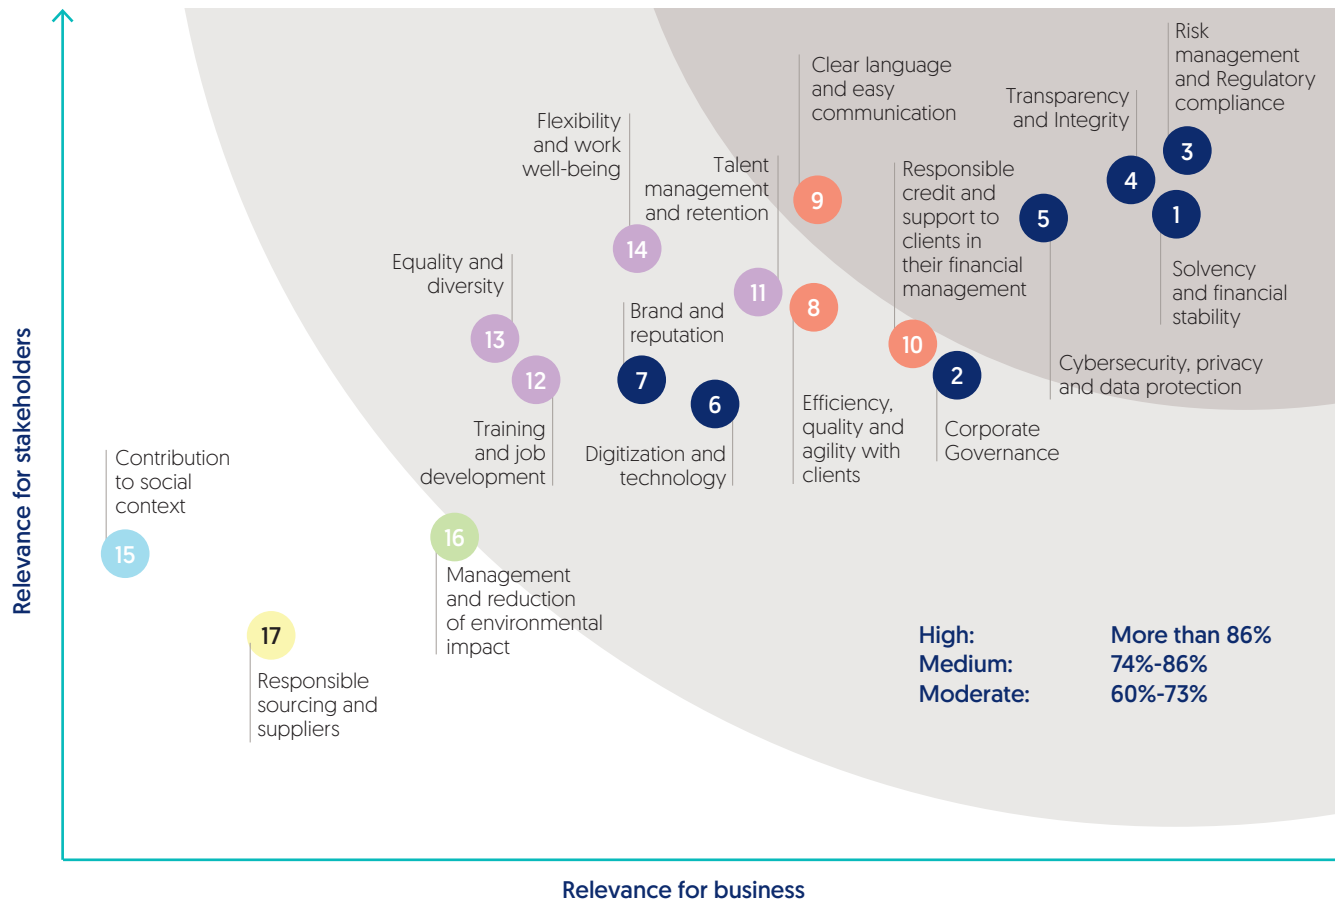 Risk
management
and Regulatory
compliance
3
Clear language
and easy
communication
9
Transparency
and Integrity
4
1
Solvency
and financial
stability
Flexibility
and work
well-being
14
Talent
management
and retention
11
Responsible
credit and
support to
clients in
their financial
management
10
5
Cybersecurity, privacy
and data protection
Equality and
diversity
13
12
Training
and job
development
Brand and
reputation
7
6
Digitization and
technology
8
Efficiency,
quality and
agility with
clients
2
Corporate
Governance
Contribution
to social
context
15
16
Management
and reduction
of environmental
impact
17
Responsible
sourcing and
suppliers
High: More than 86%
Medium: 74%-86%
Moderate: 60%-73%
Relevance for stakeholders
Relevance for business